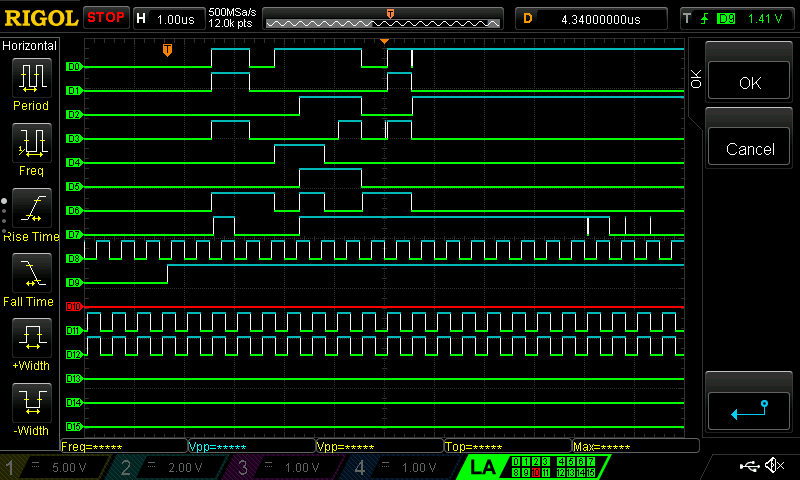 RIGOL STOP H 1.00us 500MSa/s 12.0k pts T D 4.34000000us T D9 1.41 V
Horizontal
Period
Freq
Rise Time
Fall Time
+Width
-Width
T
D0
D1
D2
D3
D4
D5
D6
D7
D8
D9
D10
D11
D12
D13
D14
D15
OK
OK
Cancel
Freq=***** Vpp=***** Vpp=***** Top=***** Max=*****
1 5.00 V 2 2.00 V 3 1.00 V 4 1.00 V LA 0 1 2 3 4 5 6 7
8 9 10 11 12 13 14 15